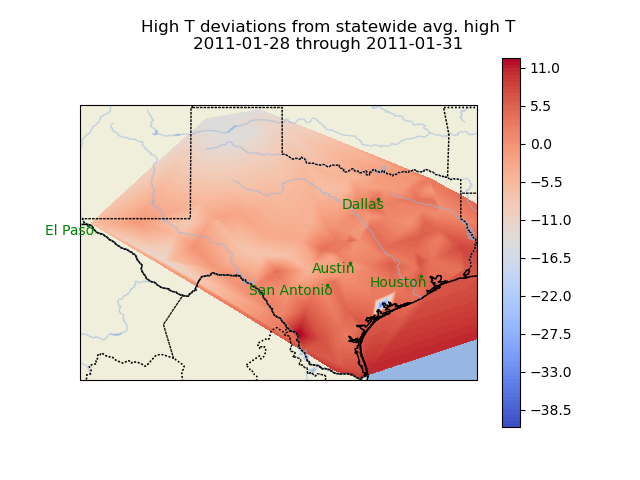 High T deviations from statewide avg. high T
2011-01-28 through 2011-01-31
11.0
5.5
0.0
−5.5
−11.0
−16.5
−22.0
−27.5
−33.0
−38.5
Dallas
El Paso
Austin
Houston
San Antonio